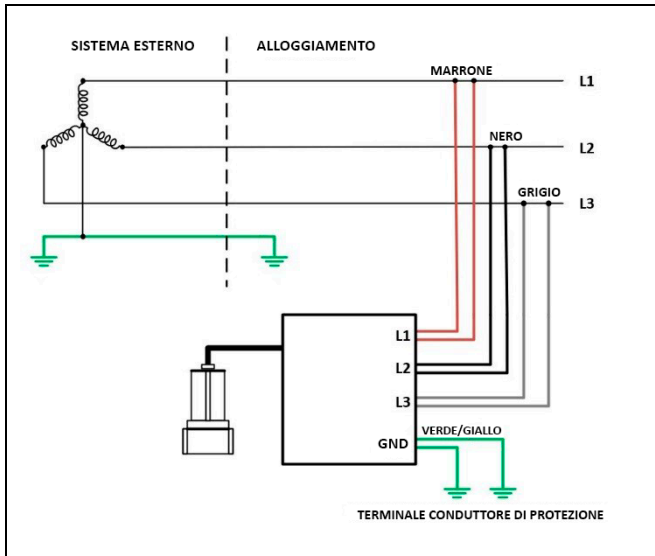 SISTEMA ESTERNO
ALLOGGIAMENTO
MARRONE
L1
NERO
L2
GRIGIO
L3
L1
L2
L3
VERDE/GIALLO
GND
TERMINALE CONDUTTORE DI PROTEZIONE